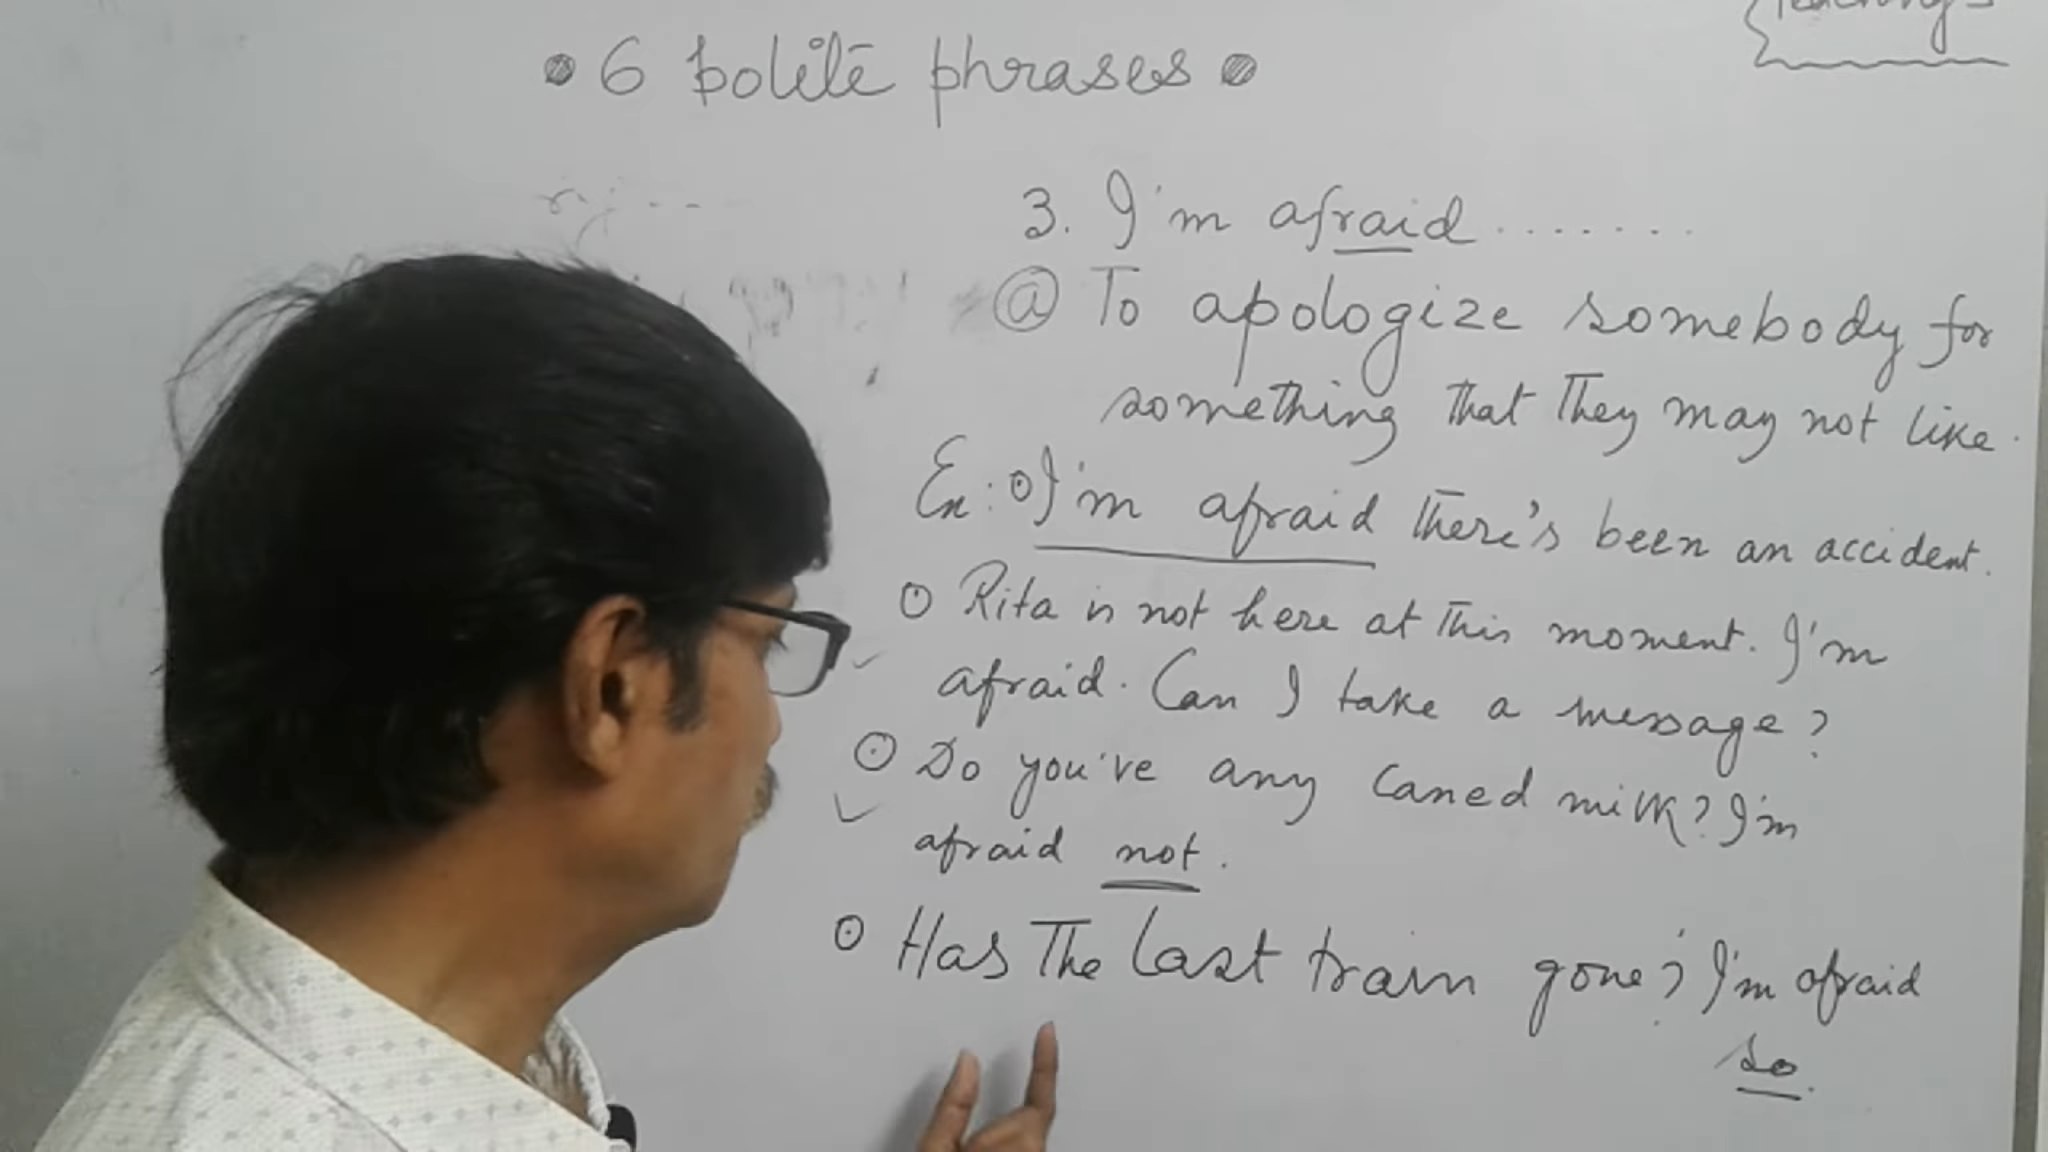 Teachings
• 6 polite phrases •
3. I'm afraid.......
ⓐ To apologize somebody for
something that they may not like.
Ex: ⊙ I'm afraid there's been an accident.
⊙ Rita is not here at this moment. I'm
afraid. Can I take a message?
⊙ Do you've any caned milk? I'm
afraid not.
⊙ Has the last train gone? I'm afraid
so.